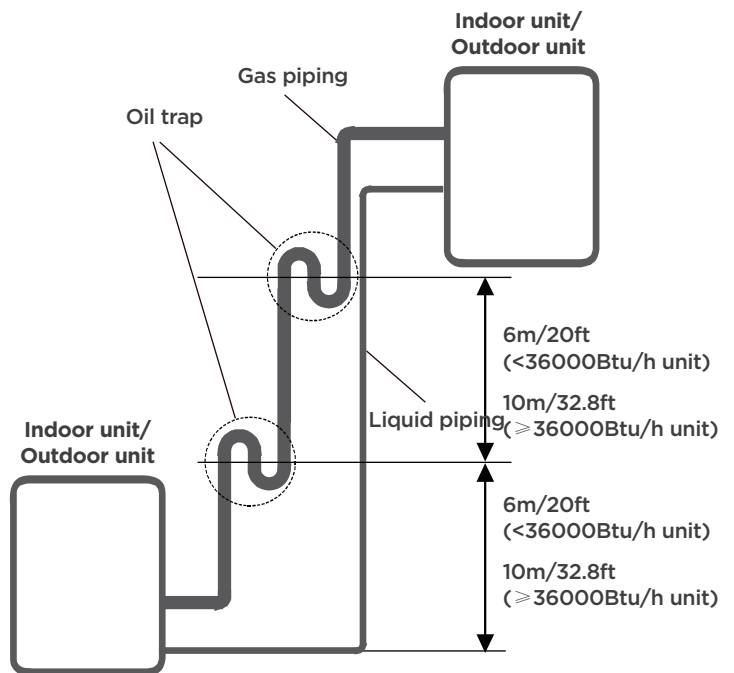 Indoor unit/
Outdoor unit
Gas piping
Oil trap
6m/20ft
(<36000Btu/h unit)
Liquid piping
10m/32.8ft
(⩾36000Btu/h unit)
Indoor unit/
Outdoor unit
6m/20ft
(<36000Btu/h unit)
10m/32.8ft
(⩾36000Btu/h unit)